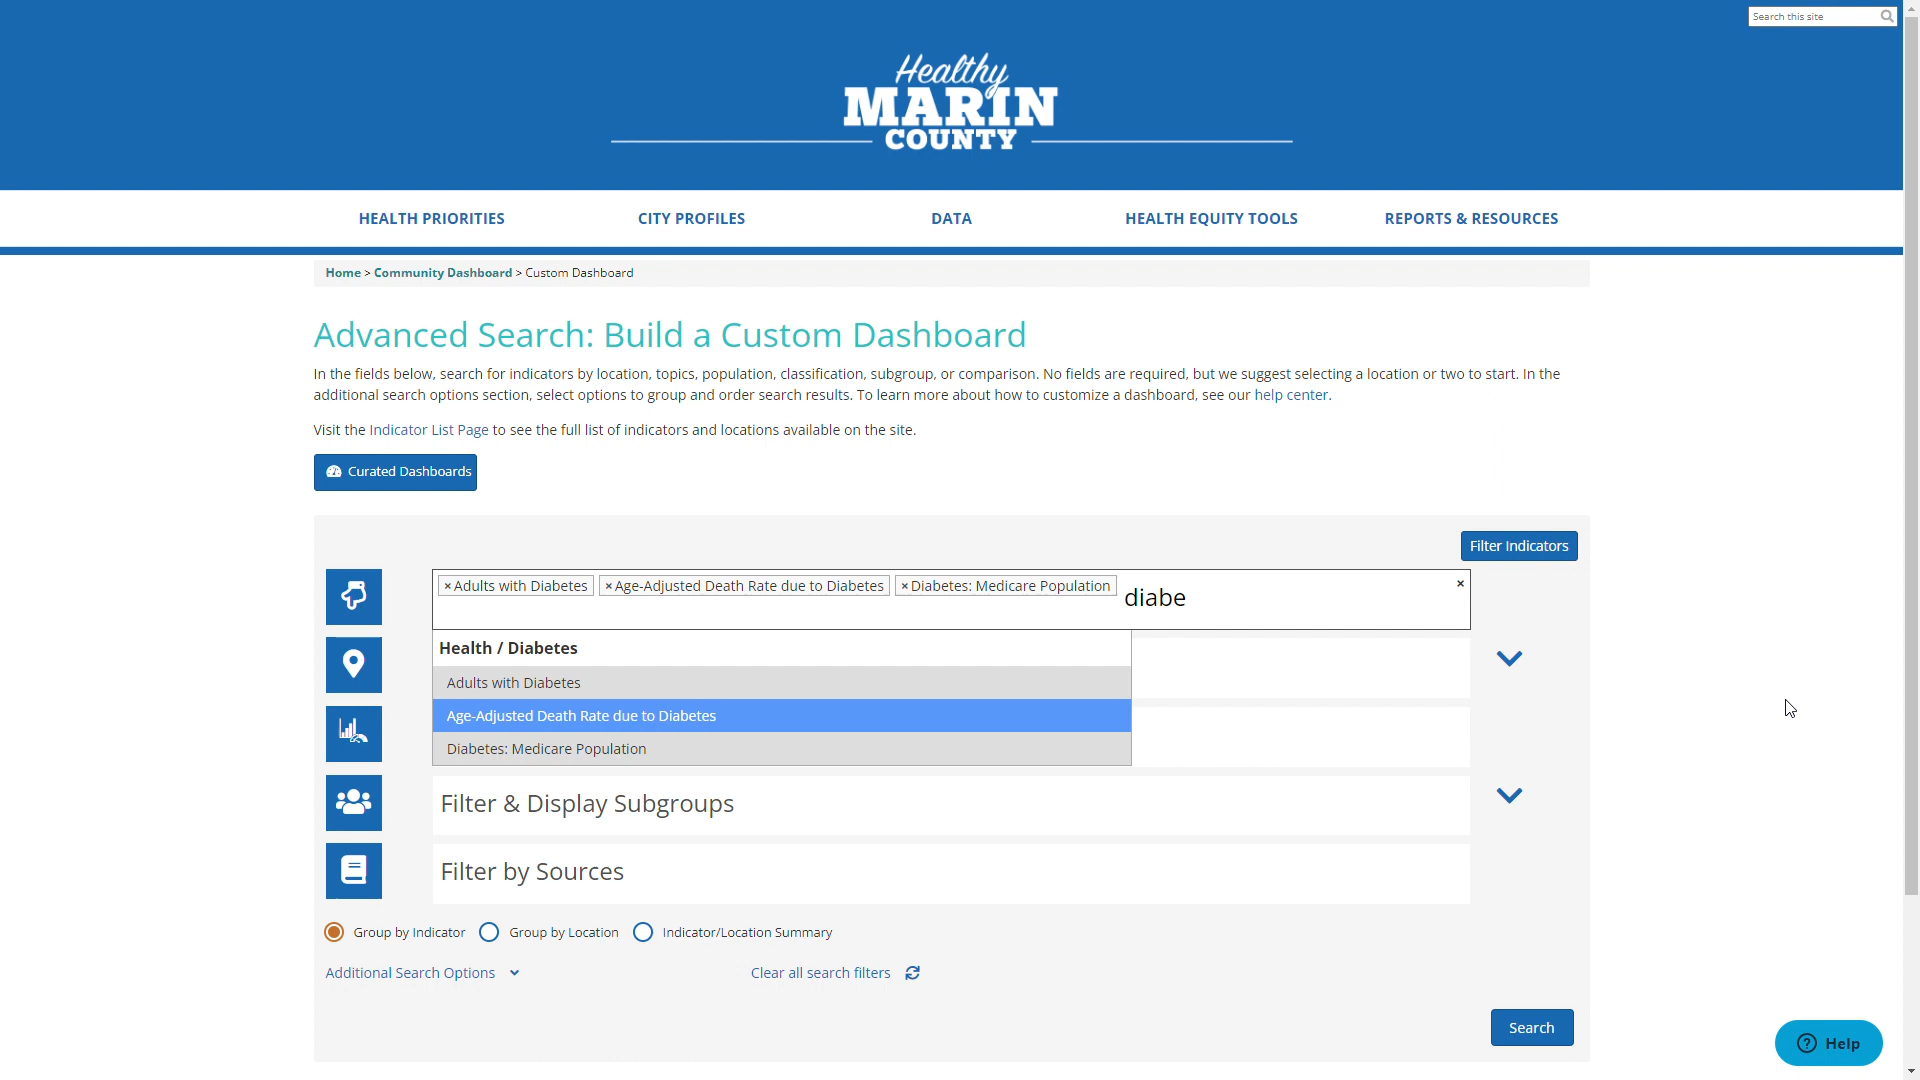 Search this site
Healthy
MARIN
COUNTY
HEALTH PRIORITIES
CITY PROFILES
DATA
HEALTH EQUITY TOOLS
REPORTS & RESOURCES
Home > Community Dashboard > Custom Dashboard
Advanced Search: Build a Custom Dashboard
In the fields below, search for indicators by location, topics, population, classification, subgroup, or comparison. No fields are required, but we suggest selecting a location or two to start. In the
additional search options section, select options to group and order search results. To learn more about how to customize a dashboard, see our help center.
Visit the Indicator List Page to see the full list of indicators and locations available on the site.
Curated Dashboards
Filter Indicators
×Adults with Diabetes ×Age-Adjusted Death Rate due to Diabetes ×Diabetes: Medicare Population diabe ×
Health / Diabetes
Adults with Diabetes
Age-Adjusted Death Rate due to Diabetes
Diabetes: Medicare Population
Filter & Display Subgroups
Filter by Sources
Group by Indicator Group by Location Indicator/Location Summary
Additional Search Options Clear all search filters
Search
? Help